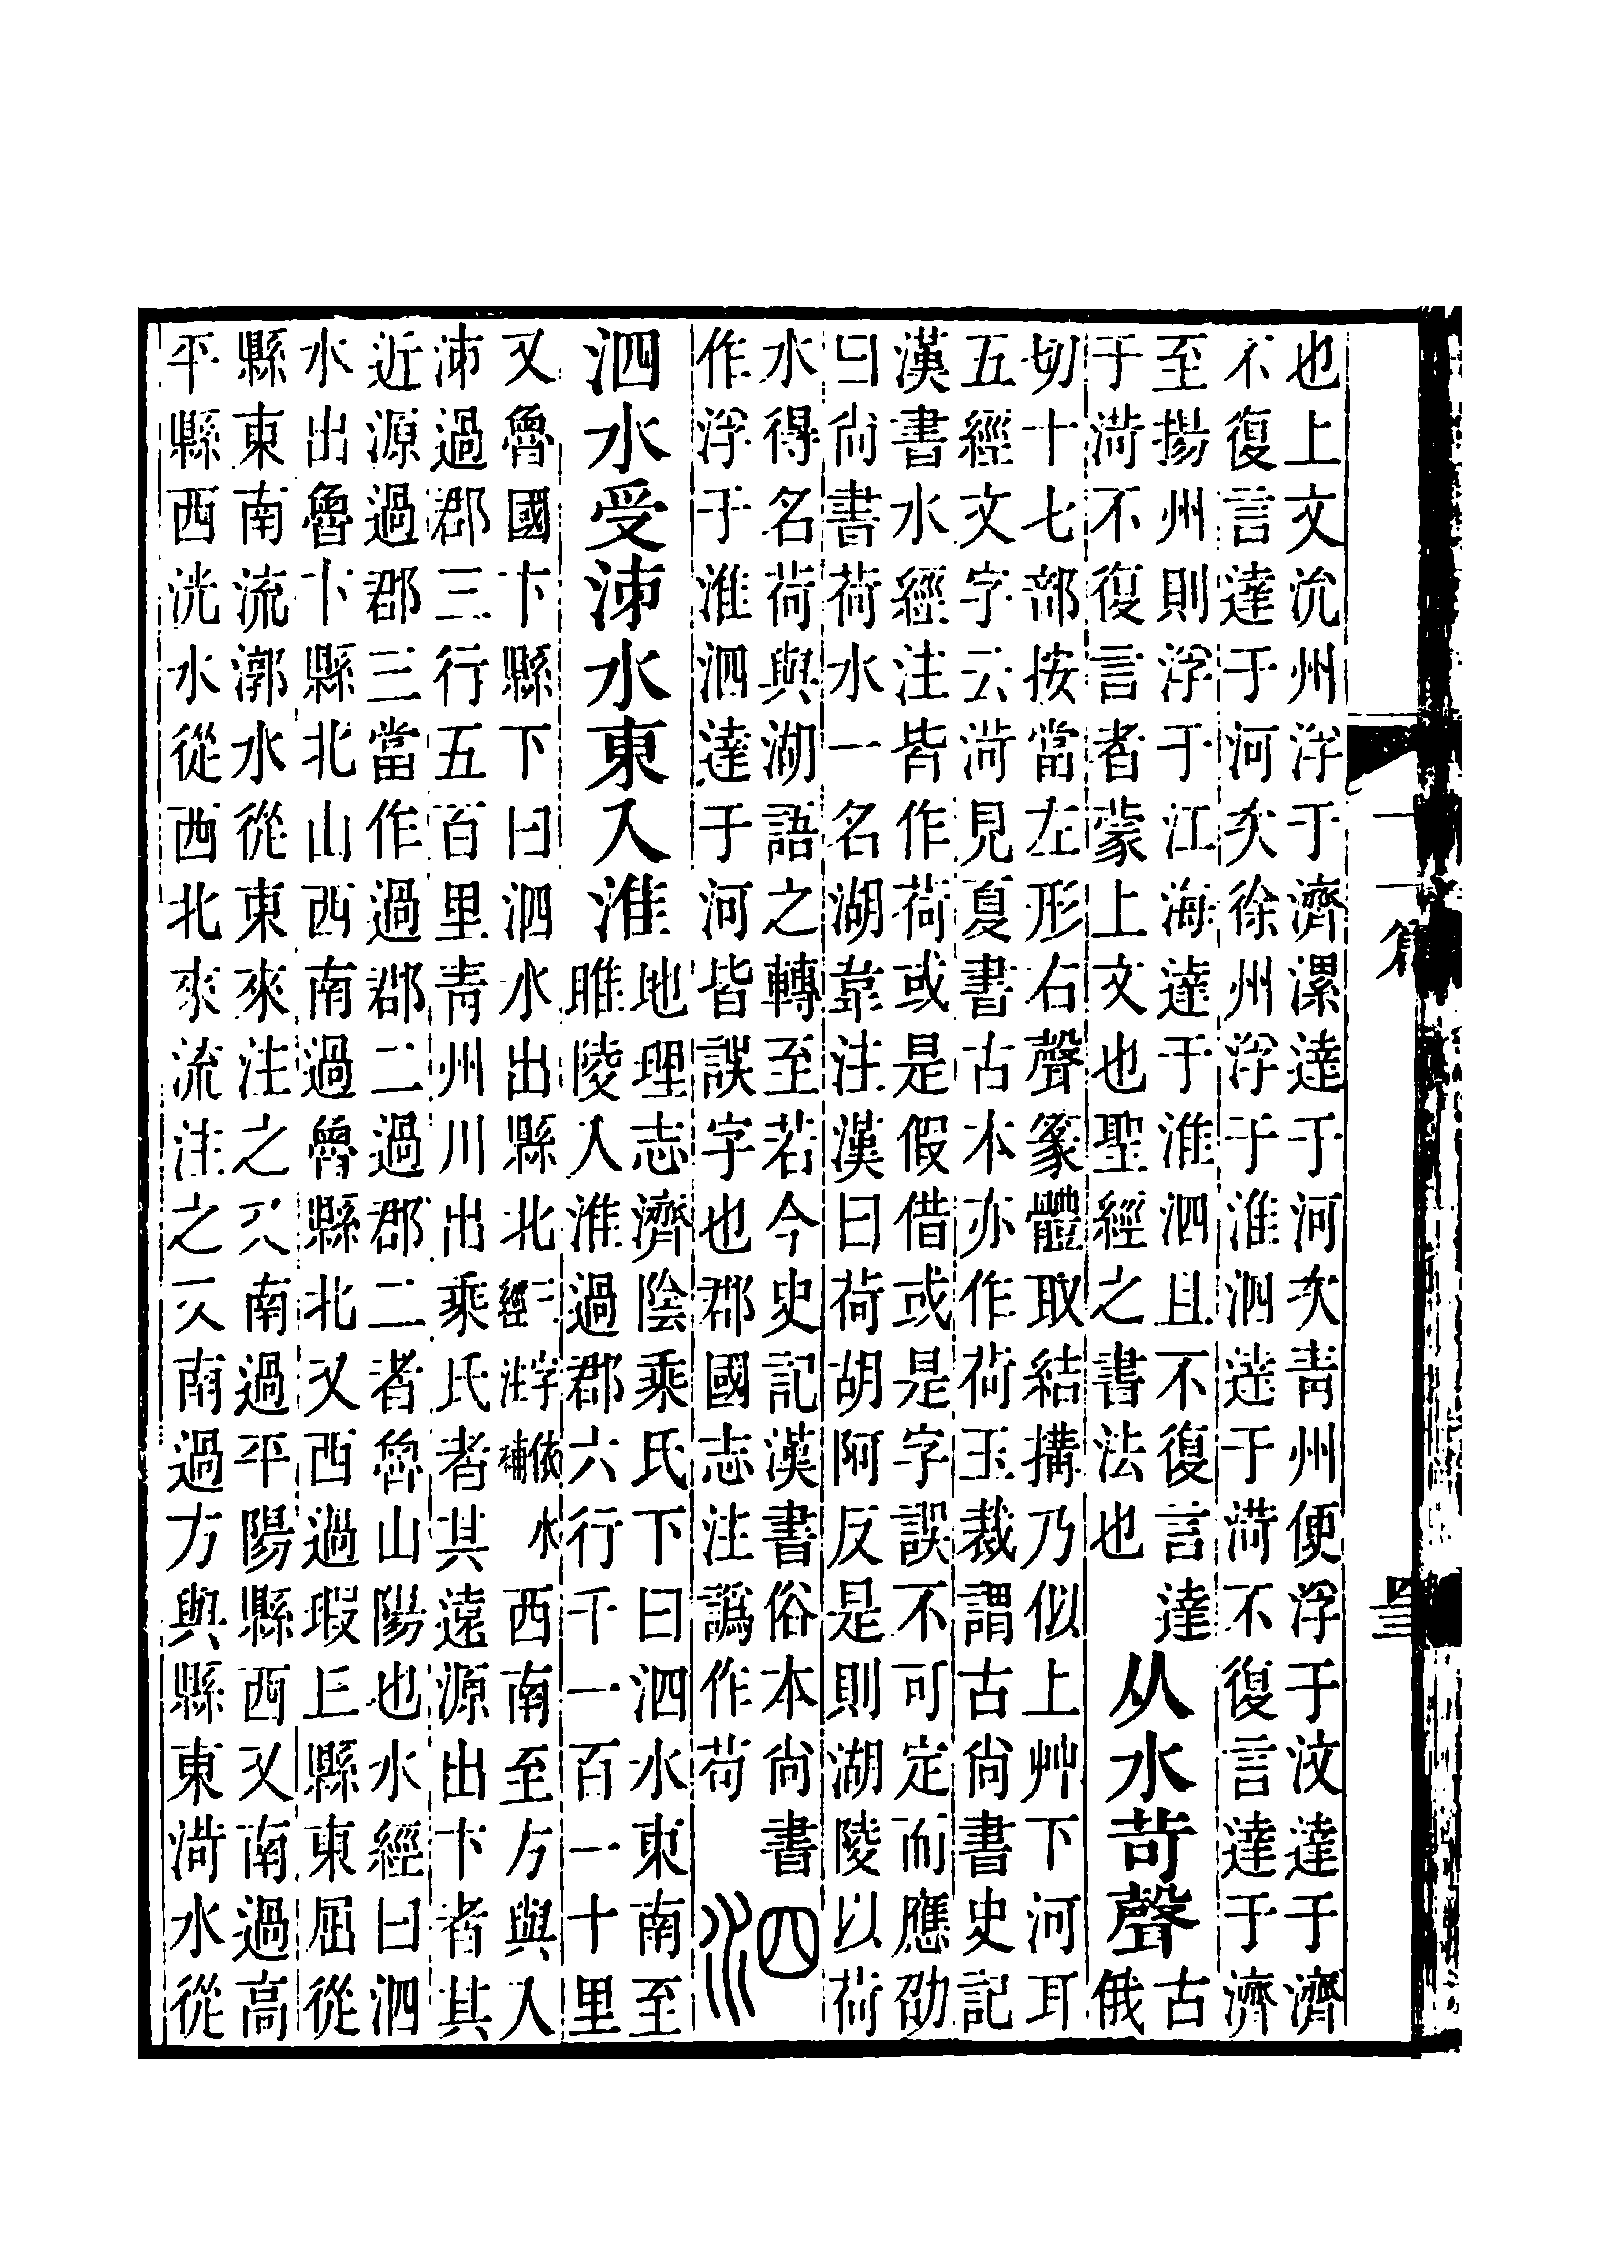 也上文沇州浮于濟漯達于河次青州便浮于汶達于濟
不復言達于河次徐州浮于淮泗達于渮不復言達于濟
至揚州則浮于江海達于淮泗且不復言達
于渮不復言者蒙上文也聖經之書法也
从水苛聲
古俄
切十七部按當左形右聲篆體取結搆乃似上艸下河耳
五經文字云渮見夏書古本亦作荷玉裁謂古尙書史記
漢書水經注皆作荷或是假借或是字誤不可定而應劭
曰尙書荷水一名湖韋注漢曰荷胡阿反是則湖陵以荷
水得名荷與湖語之轉至若今史記漢書俗本尙書
作浮于淮泗達于河皆誤字也郡國志注譌作苟
泗
泗水受泲水東入淮
地理志濟陰乘氏下曰泗水東南至
睢陵入淮過郡六行千一百一十里
又魯國卞縣下曰泗水出縣北三字依水經注補西南至方與入
泲過郡三行五百里青州川出乘氏者其遠源出卞者其
近源過郡三當作過郡二過郡二者魯山陽也水經曰泗
水出魯卞縣北山西南過魯縣北又西過瑕丘縣東屈從
縣東南流漷水從東來注之又南過平陽縣西又南過高
平縣西洸水從西北來流注之又南過方與縣東渮水從